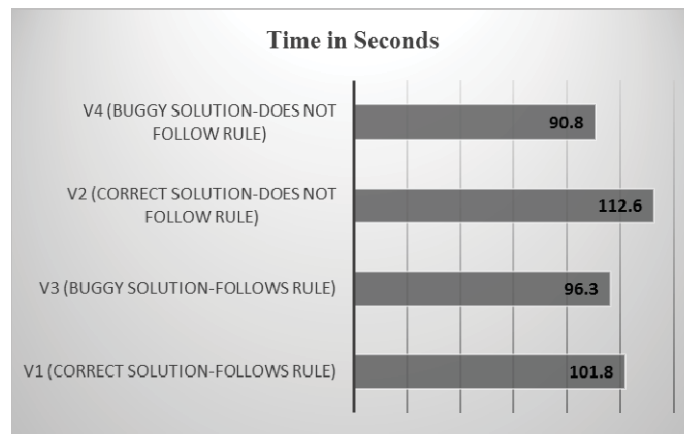 Time in Seconds
V4 (BUGGY SOLUTION-DOES NOT
FOLLOW RULE)
90.8
V2 (CORRECT SOLUTION-DOES NOT
FOLLOW RULE)
112.6
V3 (BUGGY SOLUTION-FOLLOWS RULE)
96.3
V1 (CORRECT SOLUTION-FOLLOWS RULE)
101.8